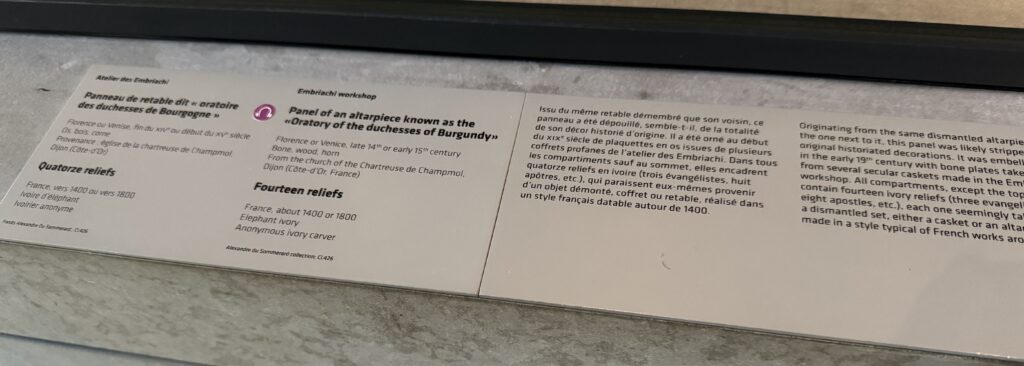 Atelier des Embriachi
Panneau de retable dit « oratoire
des duchesses de Bourgogne »
Florence ou Venise, fin du XIVe ou début du XVe siècle
Os, bois, corne
Provenance : église de la chartreuse de Champmol,
Dijon (Côte-d'Or)
Quatorze reliefs
France, vers 1400 ou vers 1800
Ivoire d'éléphant
Ivoirier anonyme
Fonds Alexandre Du Sommerard, CL426
Embriachi workshop
Panel of an altarpiece known as the
«Oratory of the duchesses of Burgundy»
Florence or Venice, late 14th or early 15th century
Bone, wood, horn
From the church of the Chartreuse de Champmol,
Dijon (Côte-d'Or, France)
Fourteen reliefs
France, about 1400 or 1800
Elephant ivory
Anonymous ivory carver
Alexandre Du Sommerard collection, CL426
Issu du même retable démembré que son voisin, ce
panneau a été dépouillé, semble-t-il, de la totalité
de son décor historié d'origine. Il a été orné au début
du XIXe siècle de plaquettes en os issues de plusieurs
coffrets profanes de l'atelier des Embriachi. Dans tous
les compartiments sauf au sommet, elles encadrent
quatorze reliefs en ivoire (trois évangélistes, huit
apôtres, etc.), qui paraissent eux-mêmes provenir
d'un objet démonté, coffret ou retable, réalisé dans
un style français datable autour de 1400.
Originating from the same dismantled altarpie
the one next to it, this panel was likely strippe
original historiated decorations. It was embell
in the early 19th century with bone plates take
from several secular caskets made in the Em
workshop. All compartments, except the top
contain fourteen ivory reliefs (three evangel
eight apostles, etc.), each one seemingly tak
a dismantled set, either a casket or an altar
made in a style typical of French works aro